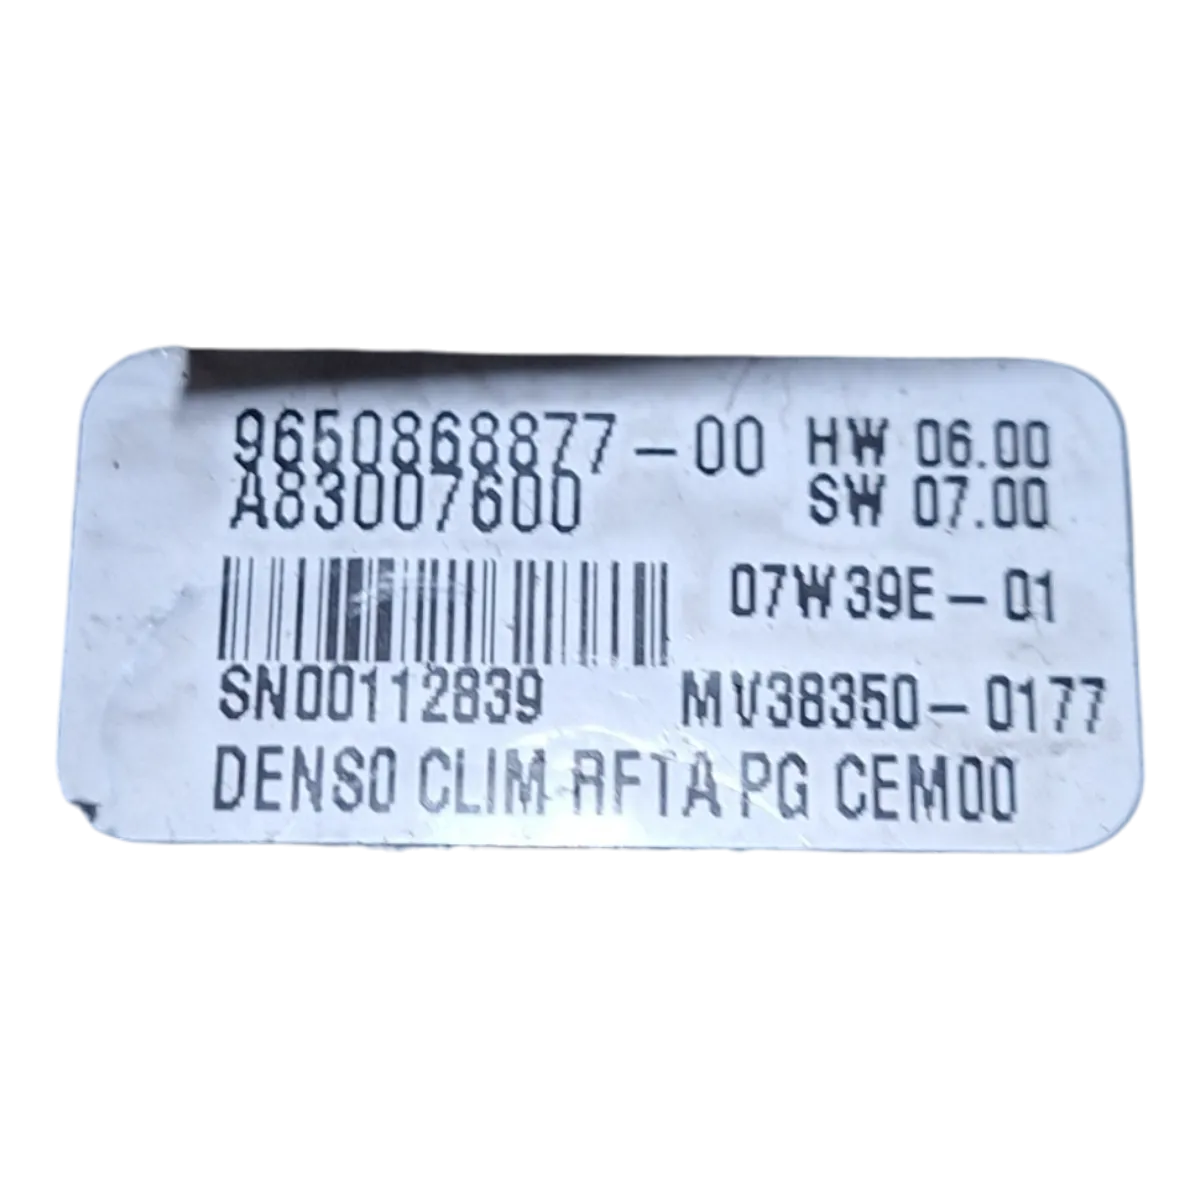 9650868877-00 HW 06.00
A83007600 SW 07.00
07W39E-01
SN00112839 MV38350-0177
DENSO CLIM RFTA PG CEM00